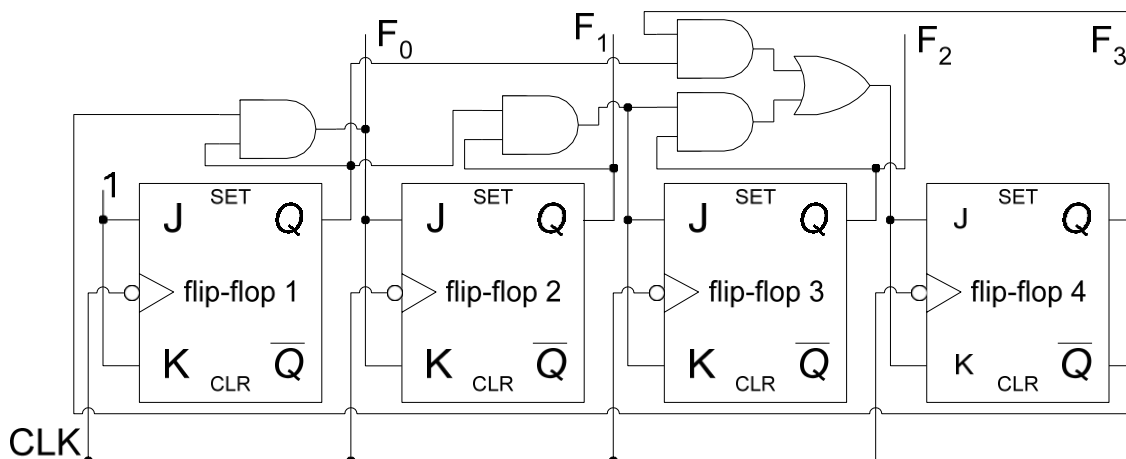 F0 F1 F2 F3
1
SET SET SET SET
J Q J Q J Q J Q
flip-flop 1 flip-flop 2 flip-flop 3 flip-flop 4
K Q̅ K Q̅ K Q̅ K Q̅
CLR CLR CLR CLR
CLK